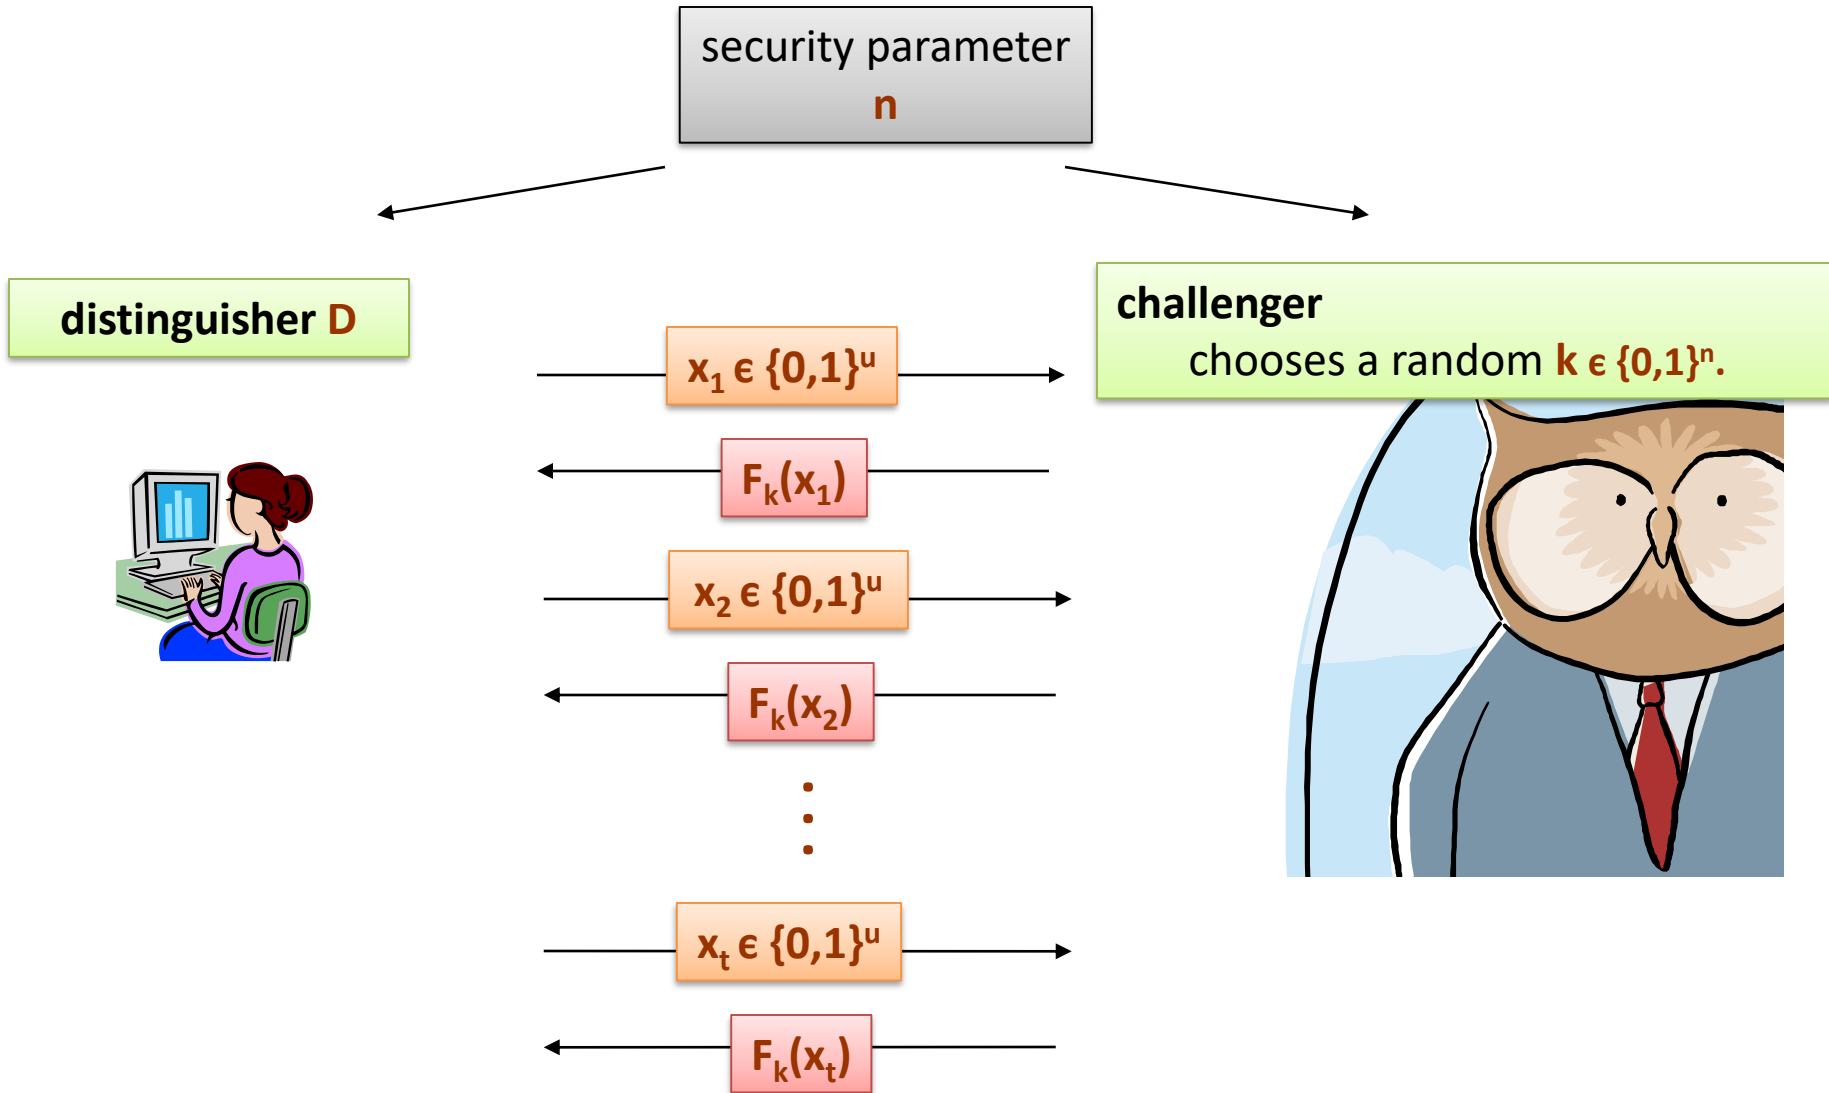 security parameter
n
distinguisher D
challenger
chooses a random k ϵ {0,1}ⁿ.
x₁ ϵ {0,1}ᵘ
Fₖ(x₁)
x₂ ϵ {0,1}ᵘ
Fₖ(x₂)
xₜ ϵ {0,1}ᵘ
Fₖ(xₜ)